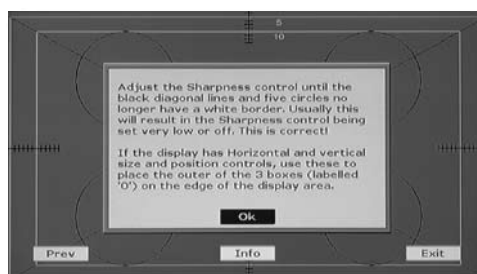 5
10
Adjust the Sharpness control until the
black diagonal lines and five circles no
longer have a white border. Usually this
will result in the Sharpness control being
set very low or off. This is correct!
If the display has Horizontal and vertical
size and position controls, use these to
place the outer of the 3 boxes (labelled
'0') on the edge of the display area.
Ok
Prev Info Exit